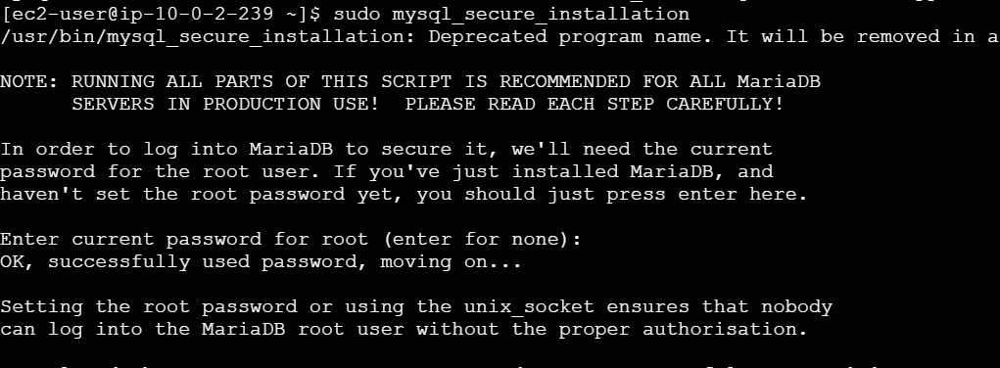 [ec2-user@ip-10-0-2-239 ~]$ sudo mysql_secure_installation
/usr/bin/mysql_secure_installation: Deprecated program name. It will be removed in a
NOTE: RUNNING ALL PARTS OF THIS SCRIPT IS RECOMMENDED FOR ALL MariaDB
SERVERS IN PRODUCTION USE!  PLEASE READ EACH STEP CAREFULLY!
In order to log into MariaDB to secure it, we'll need the current
password for the root user. If you've just installed MariaDB, and
haven't set the root password yet, you should just press enter here.
Enter current password for root (enter for none):
OK, successfully used password, moving on...
Setting the root password or using the unix_socket ensures that nobody
can log into the MariaDB root user without the proper authorisation.